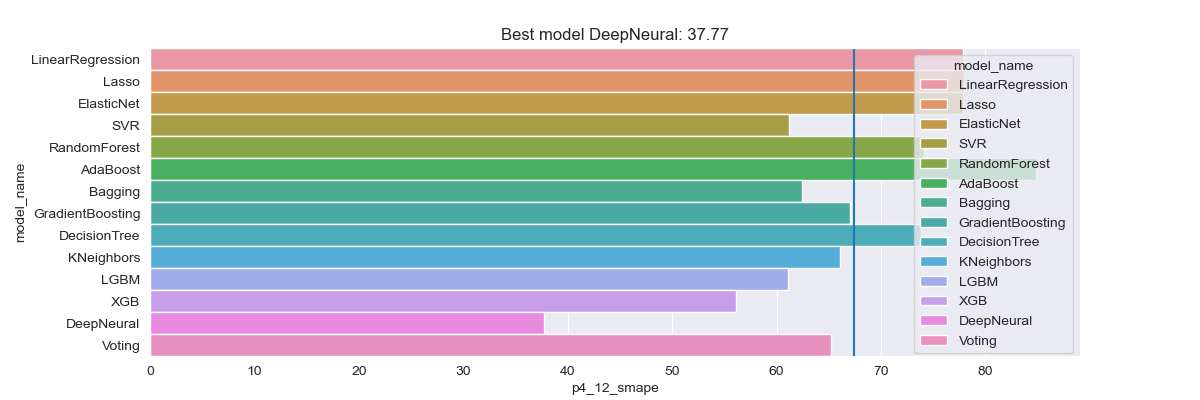 Best model DeepNeural: 37.77
LinearRegression
Lasso
ElasticNet
SVR
RandomForest
AdaBoost
Bagging
GradientBoosting
DecisionTree
KNeighbors
LGBM
XGB
DeepNeural
Voting
model_name
0 10 20 30 40 50 60 70 80
p4_12_smape
model_name
LinearRegression
Lasso
ElasticNet
SVR
RandomForest
AdaBoost
Bagging
GradientBoosting
DecisionTree
KNeighbors
LGBM
XGB
DeepNeural
Voting